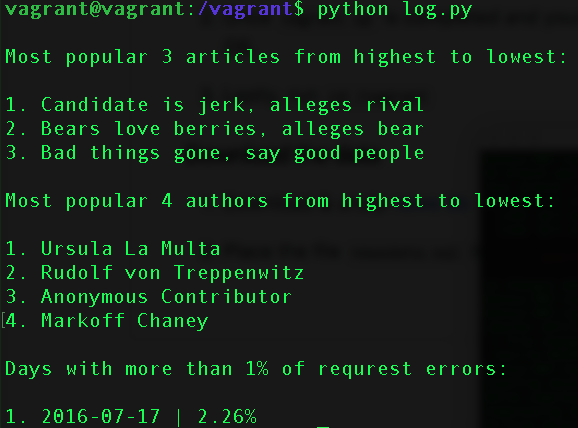 vagrant@vagrant:/vagrant$ python log.py
Most popular 3 articles from highest to lowest:
1. Candidate is jerk, alleges rival
2. Bears love berries, alleges bear
3. Bad things gone, say good people
Most popular 4 authors from highest to lowest:
1. Ursula La Multa
2. Rudolf von Treppenwitz
3. Anonymous Contributor
4. Markoff Chaney
Days with more than 1% of requrest errors:
1. 2016-07-17 | 2.26%